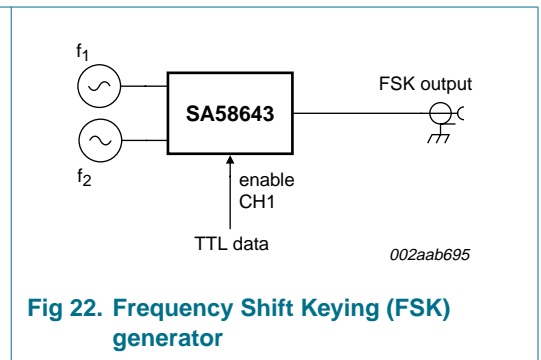 f1
FSK output
SA58643
f2
enable
CH1
TTL data
002aab695
Fig 22. Frequency Shift Keying (FSK)
generator